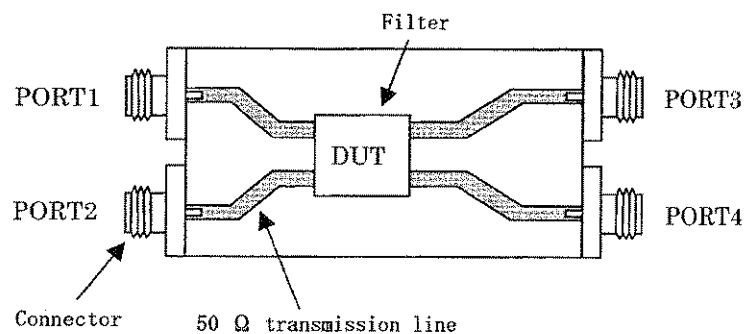 Filter
PORT1
PORT3
DUT
PORT2
PORT4
Connector
50 Ω transmission line